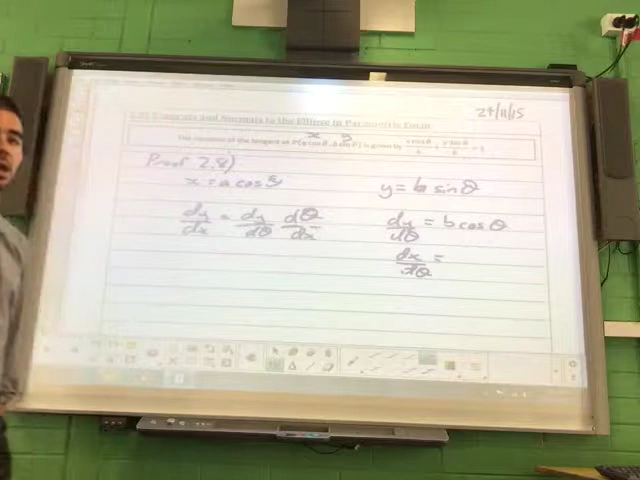 24/11/15
Tangents and Normals to the Ellipse in Parametric Form
x y
The equation of the tangent at P(a cos θ, b sin θ) is given by x cos θ/a + y sin θ/b = 1
Proof 2.8)
x = a cos y = b sin θ
dy/dx = dy/dθ dθ/dx dy/dθ = b cos θ
dx/dθ =